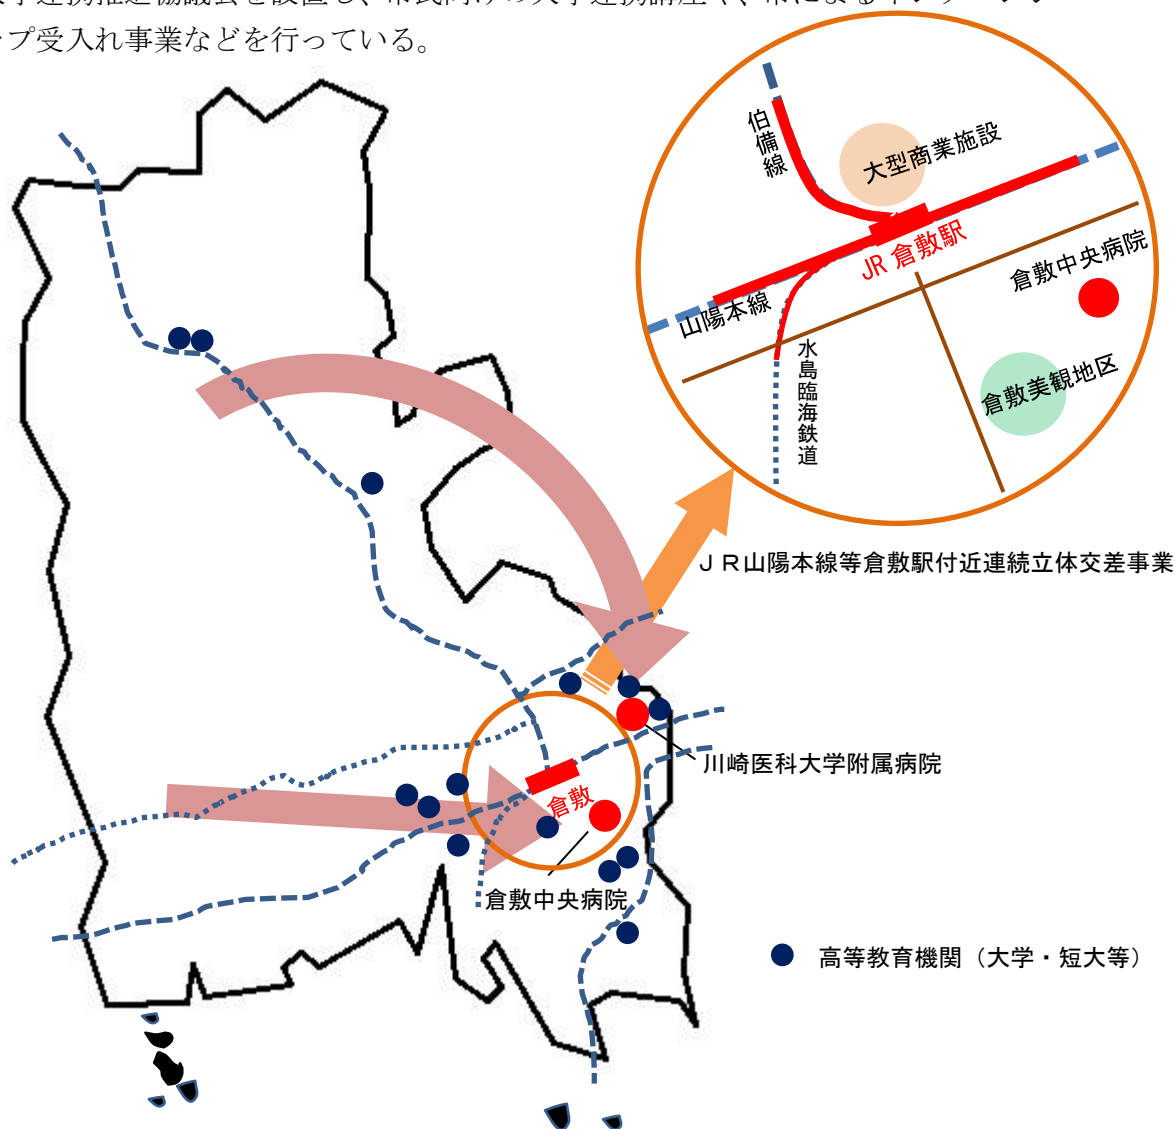 プ受入れ事業などを行っている。
伯備線
大型商業施設
JR 倉敷駅
倉敷中央病院
山陽本線
水島臨海鉄道
倉敷美観地区
JR山陽本線等倉敷駅付近連続立体交差事業
川崎医科大学附属病院
倉敷
倉敷中央病院
高等教育機関(大学・短大等)